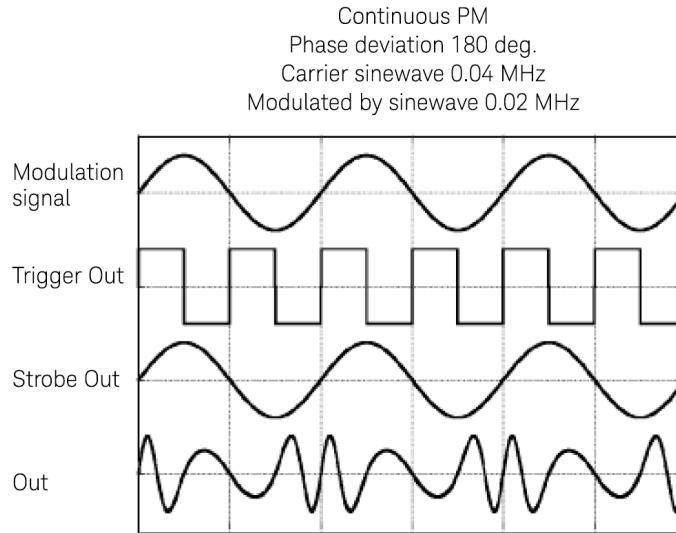 Continuous PM
Phase deviation 180 deg.
Carrier sinewave 0.04 MHz
Modulated by sinewave 0.02 MHz
Modulation
signal
Trigger Out
Strobe Out
Out